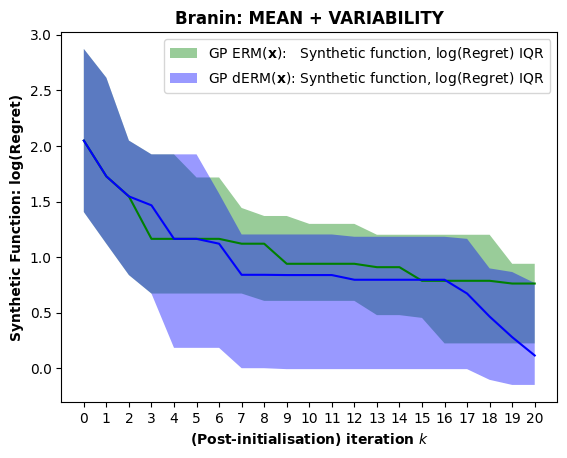 Branin: MEAN + VARIABILITY
GP ERM(x): Synthetic function, log(Regret) IQR
GP dERM(x): Synthetic function, log(Regret) IQR
Synthetic Function: log(Regret)
3.0
2.5
2.0
1.5
1.0
0.5
0.0
0 1 2 3 4 5 6 7 8 9 10 11 12 13 14 15 16 17 18 19 20
(Post-initialisation) iteration k